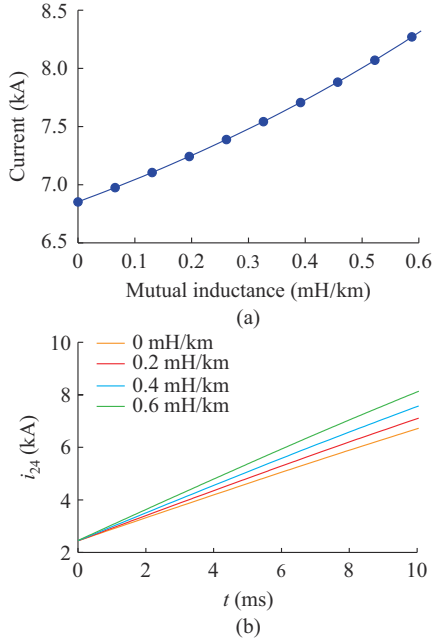 Current (kA)
8.5
8.0
7.5
7.0
6.5
0 0.1 0.2 0.3 0.4 0.5 0.6
Mutual inductance (mH/km)
(a)
i24 (kA)
10
8
6
4
2
0 mH/km
0.2 mH/km
0.4 mH/km
0.6 mH/km
0 2 4 6 8 10
t (ms)
(b)